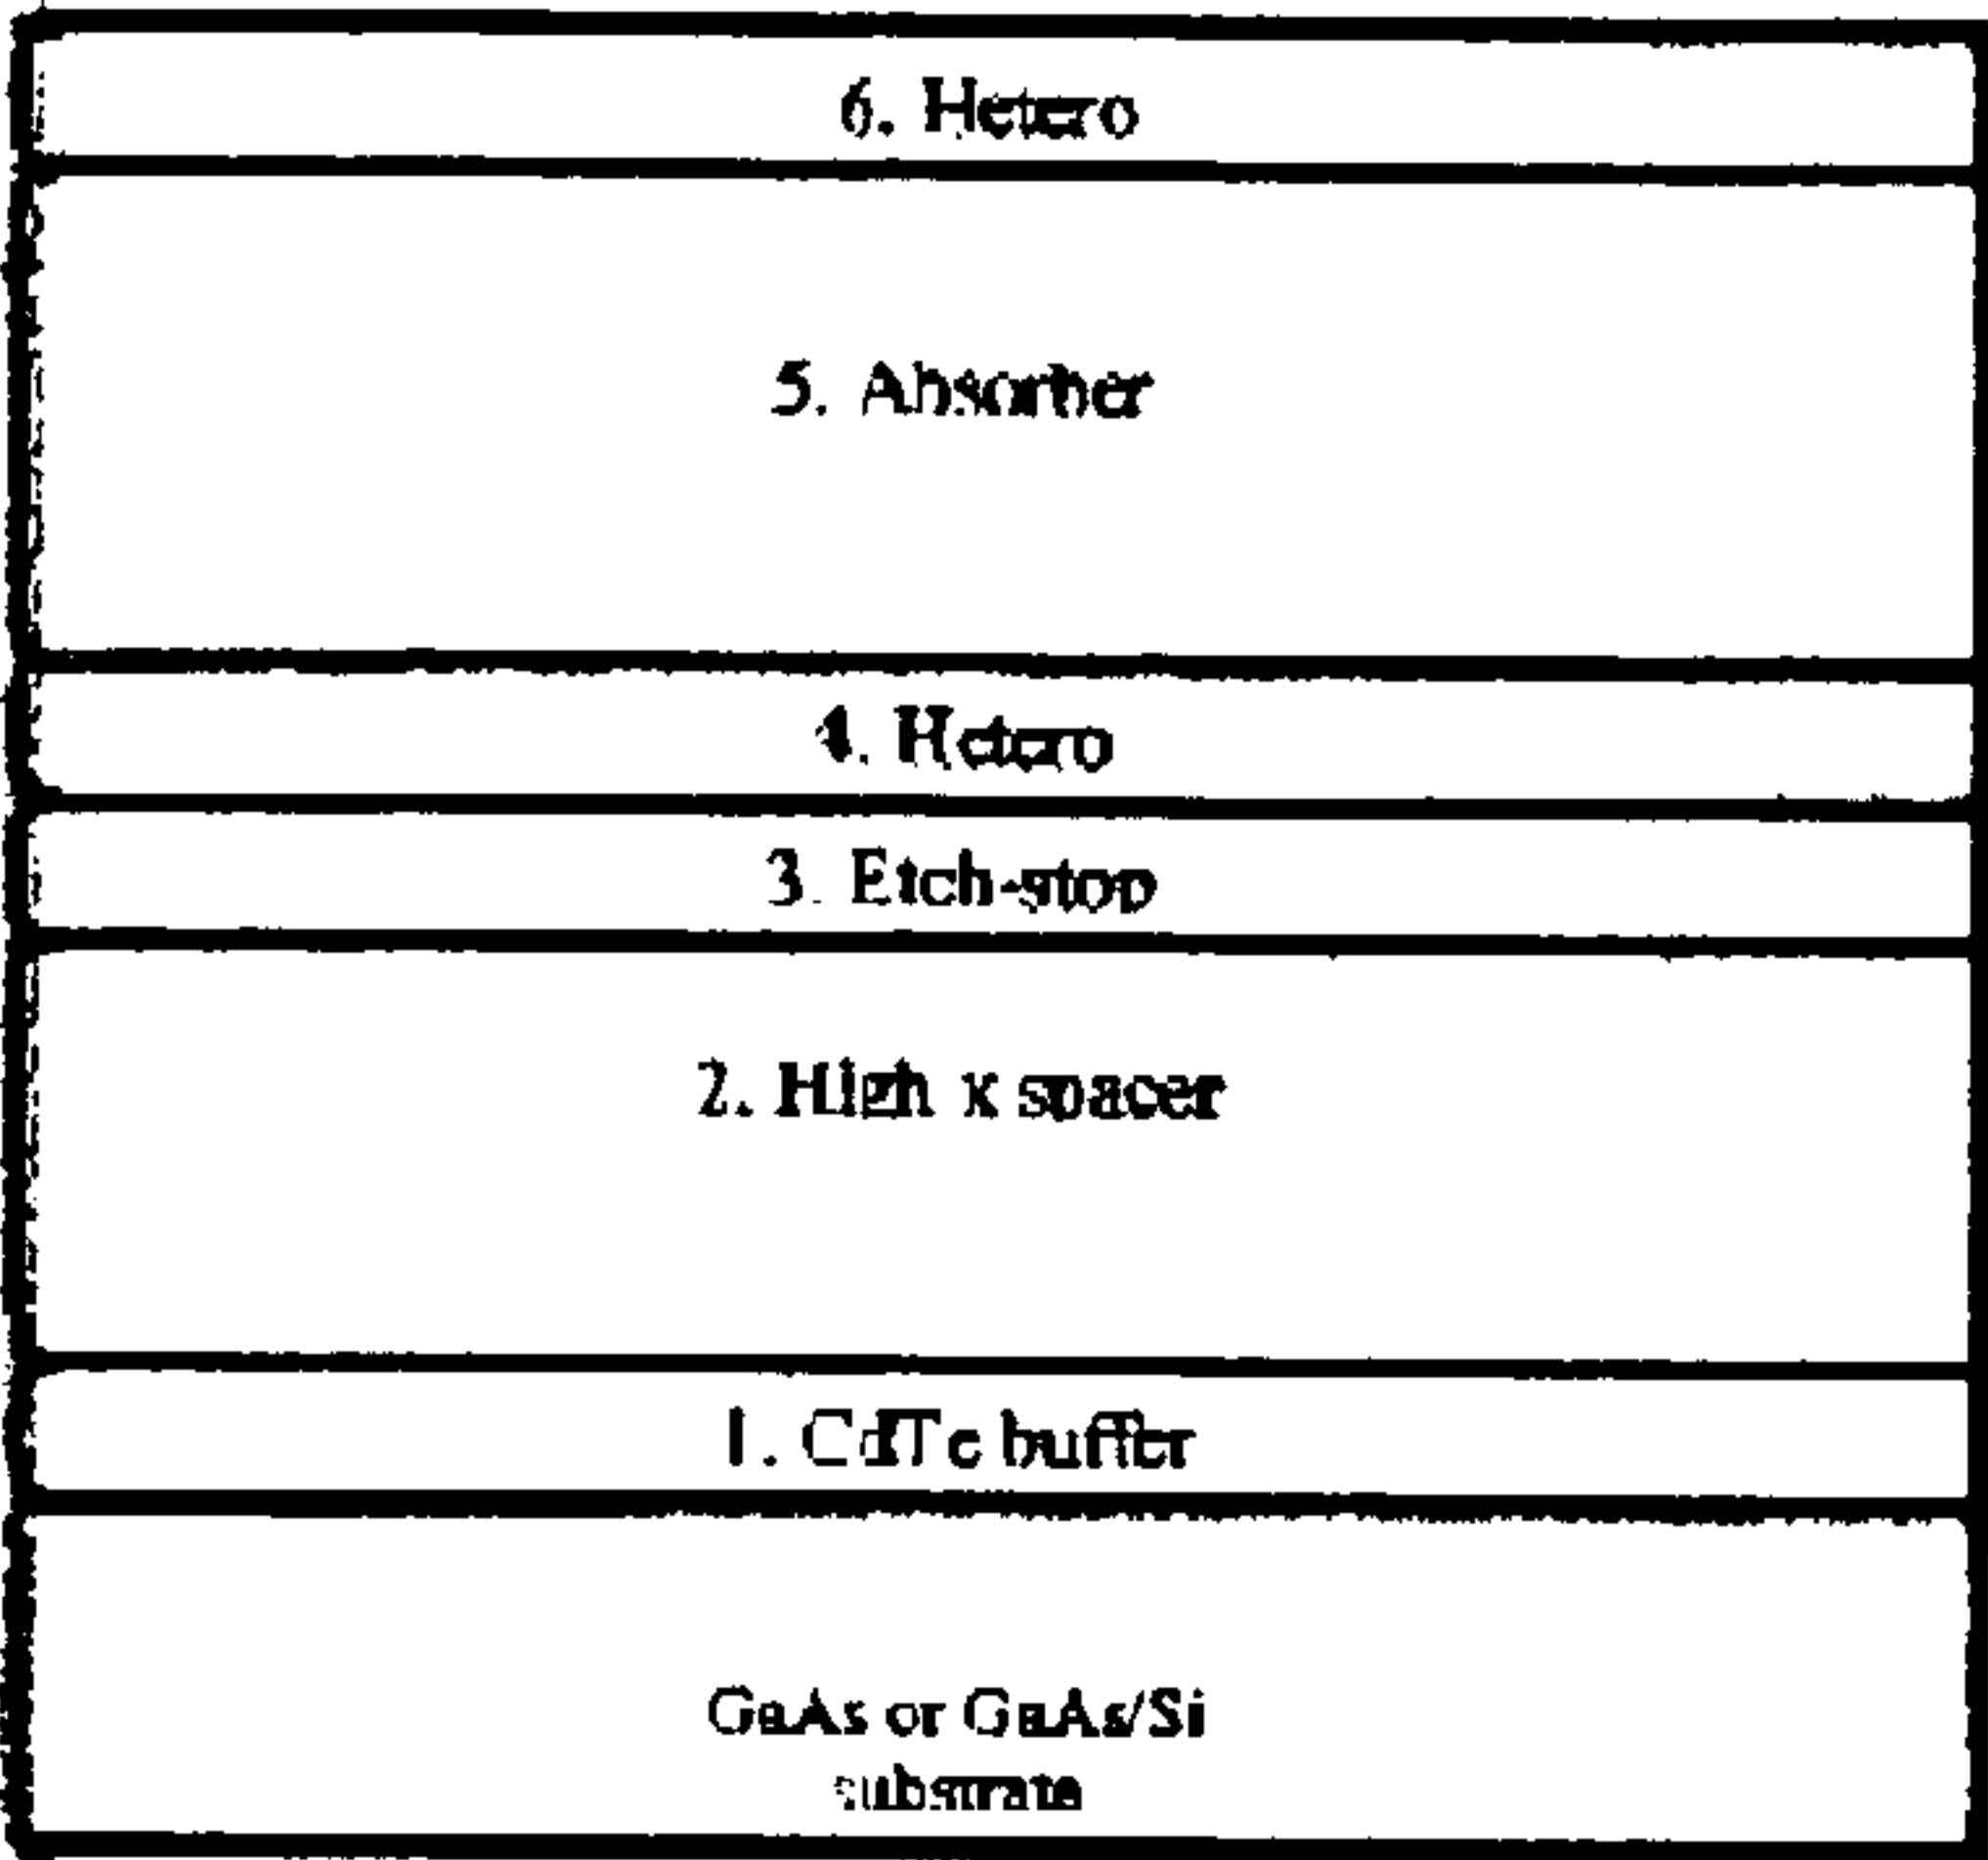 6. Hetero
5. Absorber
4. Hetero
3. Etch-stop
2. High x spacer
1. CdTe buffer
GaAs or GaAs/Si
substrate